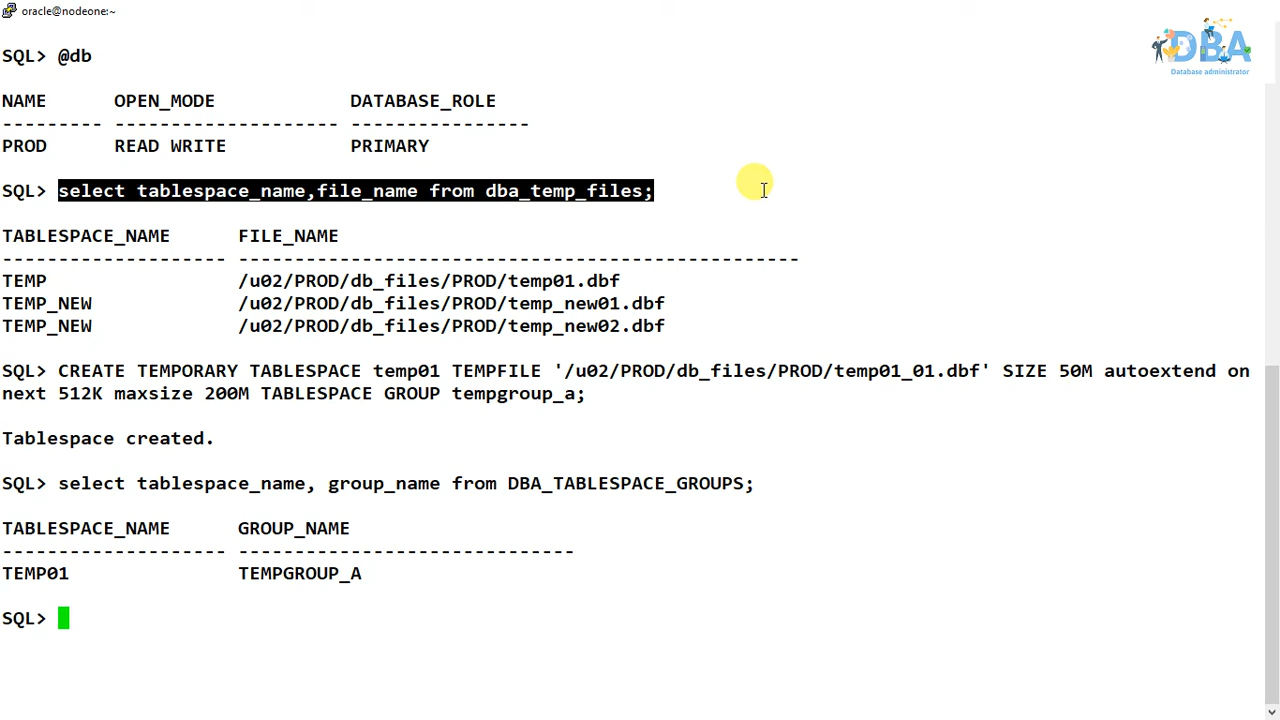 oracle@nodeone:~
DBA
Database administrator
SQL> @db
NAME OPEN_MODE DATABASE_ROLE
--------- -------------------- ----------------
PROD READ WRITE PRIMARY
SQL> select tablespace_name,file_name from dba_temp_files;
TABLESPACE_NAME FILE_NAME
-------------------- --------------------------------------------------
TEMP /u02/PROD/db_files/PROD/temp01.dbf
TEMP_NEW /u02/PROD/db_files/PROD/temp_new01.dbf
TEMP_NEW /u02/PROD/db_files/PROD/temp_new02.dbf
SQL> CREATE TEMPORARY TABLESPACE temp01 TEMPFILE '/u02/PROD/db_files/PROD/temp01_01.dbf' SIZE 50M autoextend on
next 512K maxsize 200M TABLESPACE GROUP tempgroup_a;
Tablespace created.
SQL> select tablespace_name, group_name from DBA_TABLESPACE_GROUPS;
TABLESPACE_NAME GROUP_NAME
-------------------- ------------------------------
TEMP01 TEMPGROUP_A
SQL>